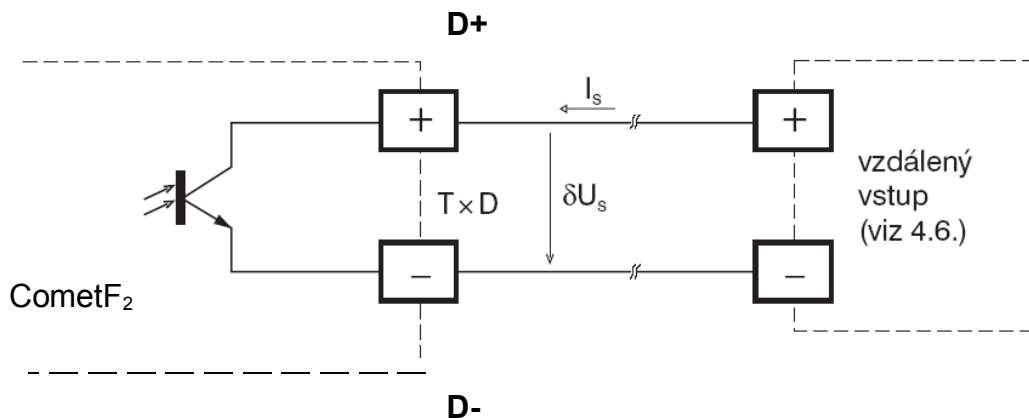 D+
I_s
+
+
vzdálený
vstup
(viz 4.6.)
T×D
δU_s
−
−
CometF₂
D-